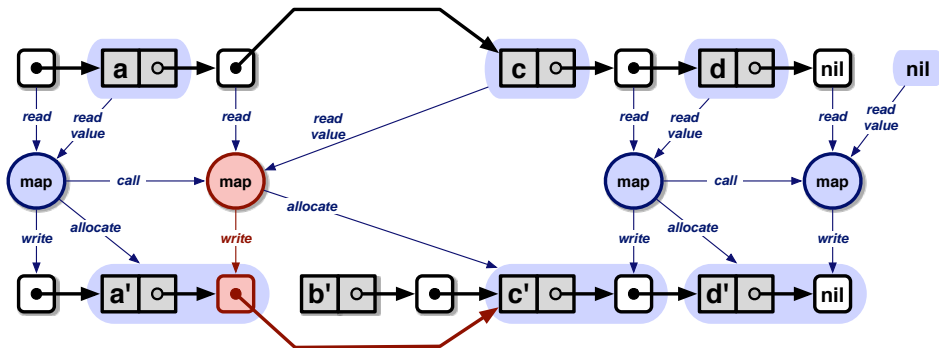 a
c
d
nil
nil
read
read
value
read
read
value
read
read
value
read
read
value
map
call
map
map
call
map
allocate
write
allocate
write
write
allocate
write
a'
b'
c'
d'
nil